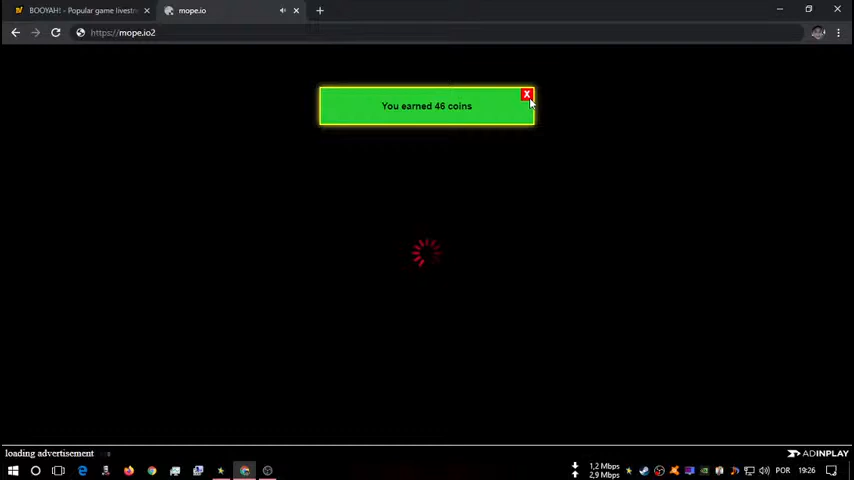 BOOYAH! - Popular game livestre
mope.io
https://mope.io2
X
You earned 46 coins
loading advertisement
ADINPLAY
1,2 Mbps
2,9 Mbps
POR
19:26